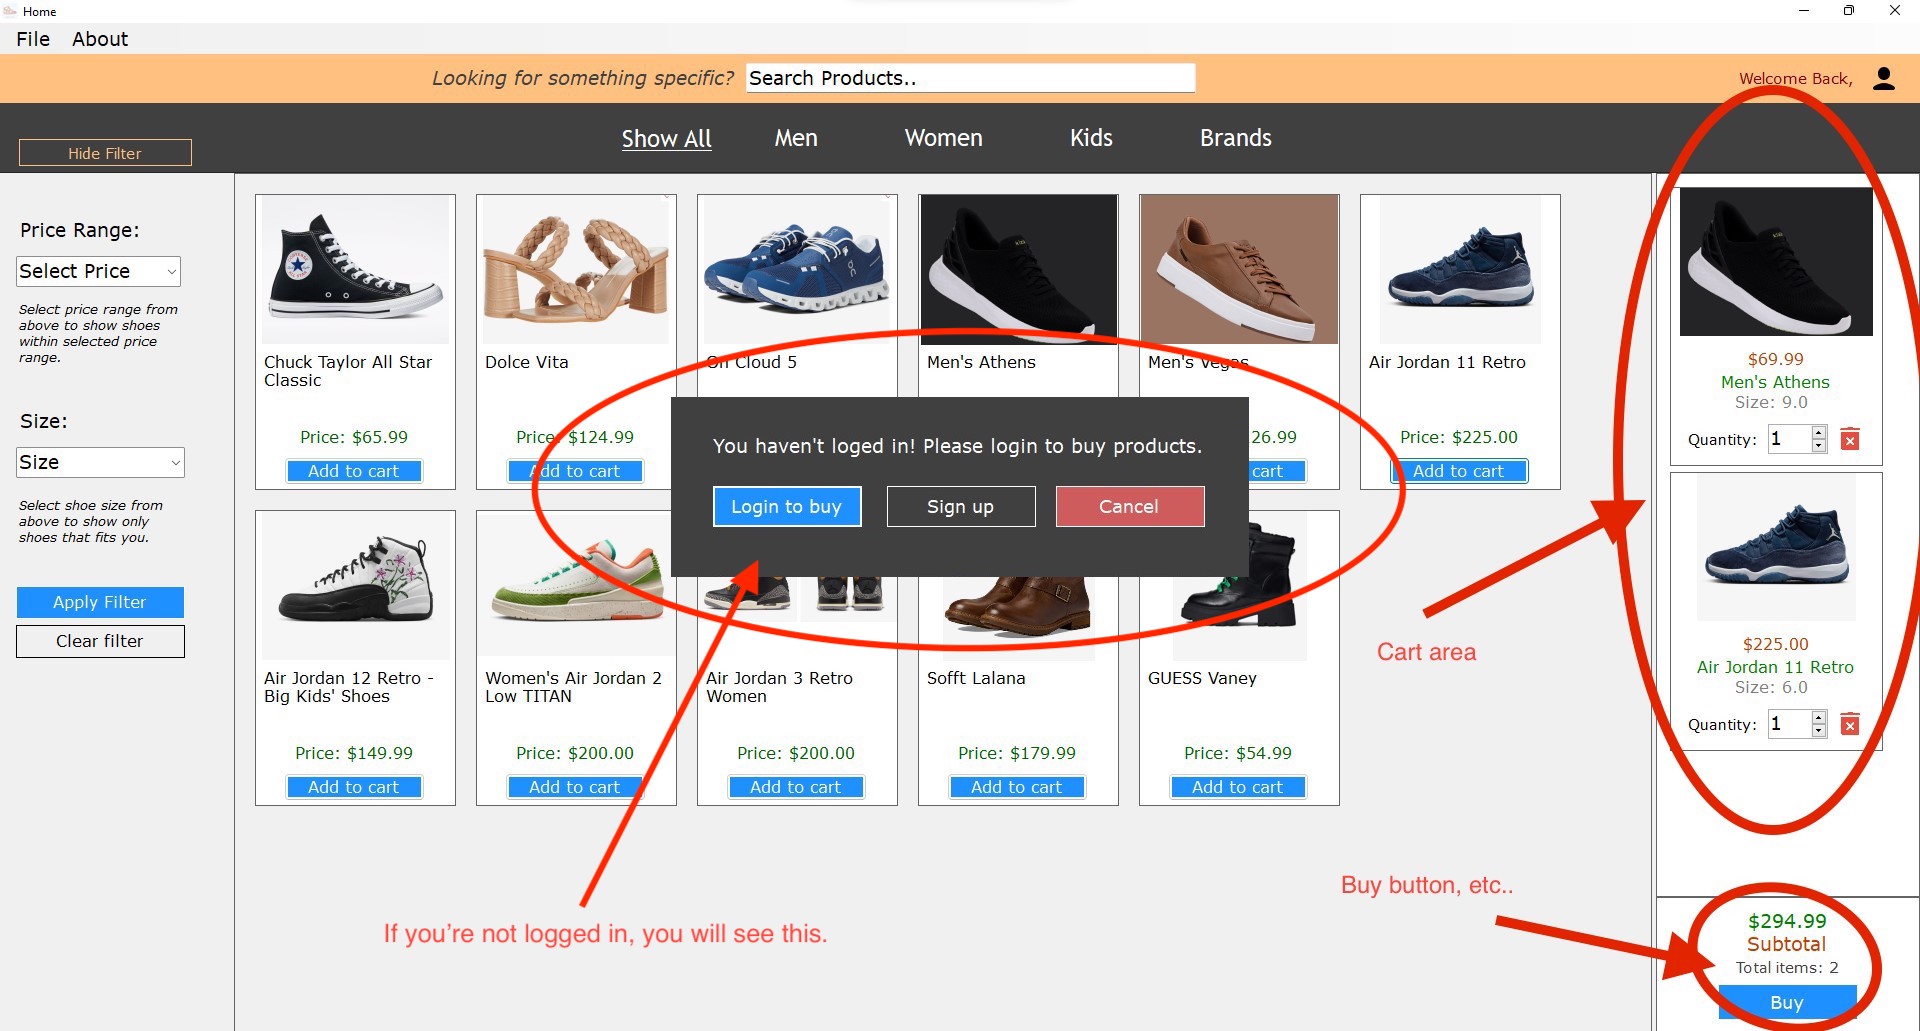 Home
File About
Looking for something specific? Search Products.. Welcome Back,
Hide Filter
Show All Men Women Kids Brands
Price Range:
Select Price
Select price range from
above to show shoes
within selected price
range.
Size:
Size
Select shoe size from
above to show only
shoes that fits you.
Apply Filter
Clear filter
Chuck Taylor All Star
Classic
Price: $65.99
Add to cart
Dolce Vita
Price: $124.99
Add to cart
On Cloud 5
Men's Athens
Men's Vegas
26.99
cart
Air Jordan 11 Retro
Price: $225.00
Add to cart
You haven't loged in! Please login to buy products.
Login to buy Sign up Cancel
Air Jordan 12 Retro -
Big Kids' Shoes
Price: $149.99
Add to cart
Women's Air Jordan 2
Low TITAN
Price: $200.00
Add to cart
Air Jordan 3 Retro
Women
Price: $200.00
Add to cart
Sofft Lalana
Price: $179.99
Add to cart
GUESS Vaney
Price: $54.99
Add to cart
If you’re not logged in, you will see this.
$69.99
Men's Athens
Size: 9.0
Quantity: 1
$225.00
Air Jordan 11 Retro
Size: 6.0
Quantity: 1
Cart area
Buy button, etc..
$294.99
Subtotal
Total items: 2
Buy